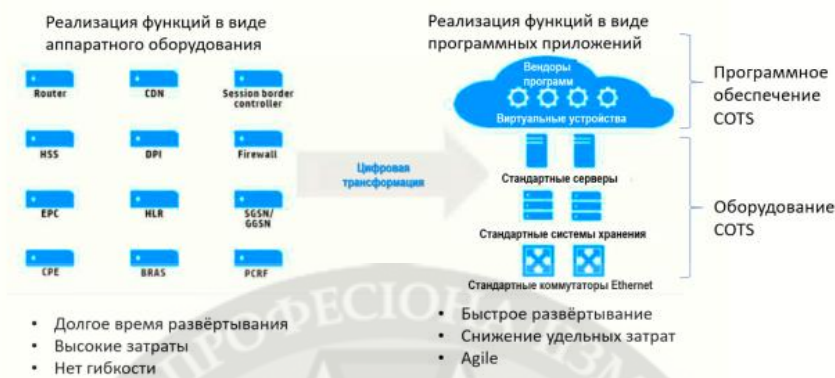 Реализация функций в виде
аппаратного оборудования
Router
CDN
Session border
controller
HSS
DPI
Firewall
EPC
HLR
SGSN/
GGSN
CPE
BRAS
PCRF
• Долгое время развёртывания
• Высокие затраты
• Нет гибкости
Цифровая
трансформация
Реализация функций в виде
программных приложений
Вендоры
программ
Виртуальные устройства
Стандартные серверы
Стандартные системы хранения
Стандартные коммутаторы Ethernet
Программное
обеспечение
COTS
Оборудование
COTS
• Быстрое развёртывание
• Снижение удельных затрат
• Agile
ПРОФЕСІОНАЛІЗМ